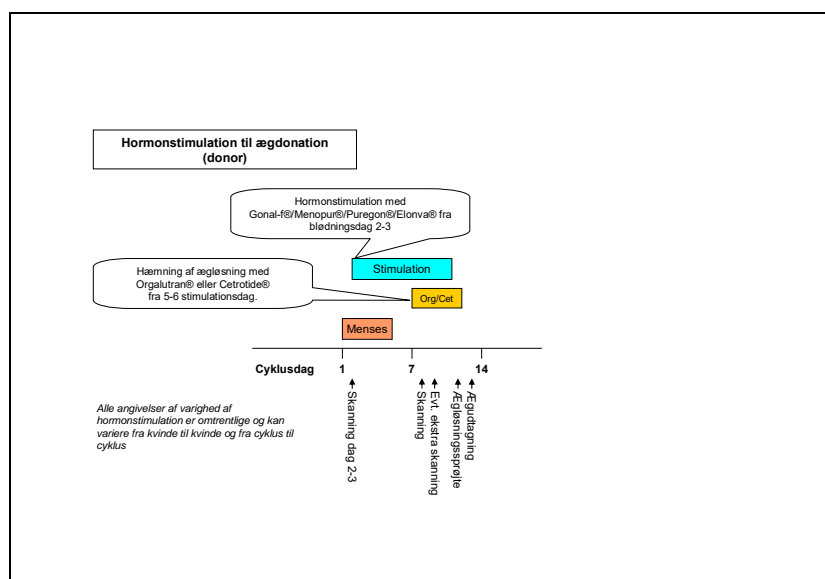 Hormonstimulation til ægdonation
(donor)
Hormonstimulation med
Gonal-f®/Menopur®/Puregon®/Elonva® fra
blødningsdag 2-3
Stimulation
Hæmning af ægløsning med
Orgalutran® eller Cetrotide®
fra 5-6 stimulationsdag.
Org/Cet
Menses
Cyklusdag 1 7 14
Skanning dag 2-3
Skanning
Evt. ekstra skanning
Ægløsningssprøjte
Ægudtagning
Alle angivelser af varighed af
hormonstimulation er omtrentlige og kan
variere fra kvinde til kvinde og fra cyklus til
cyklus